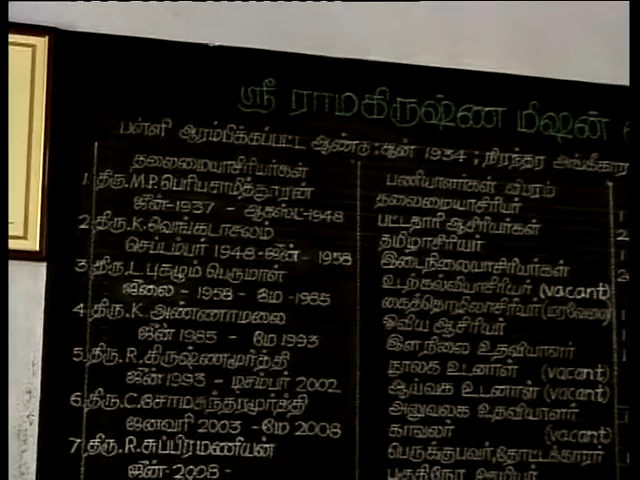 ஸ்ரீ ராமகிருஷ்ண மிஷன்
பள்ளி ஆரம்பிக்கப்பட்ட ஆண்டு : ஜூன் 1934 ; நிரந்தர அங்கீகார
தலைமையாசிரியர்கள்
1. திரு.M.P.பெரியசாமித்தூரன்
ஜூன்-1937 - ஆகஸ்ட்-1948
2. திரு.K.வெங்கடாசலம்
செப்டம்பர் 1948-ஜூன் - 1958
3. திரு.L.புகழும் பெருமாள்
ஜூலை - 1958 - மே -1985
4. திரு.K.அண்ணாமலை
ஜூன் 1985 - மே 1993
5. திரு.R.கிருஷ்ணமூர்த்தி
ஜூன் 1993 - டிசம்பர் 2002
6. திரு.C.சோமசுந்தரமூர்த்தி
ஜனவரி 2003 - மே 2008
7. திரு.R.சுப்பிரமணியன்
ஜூன்-2008 -
பணியாளர்கள் விபரம்
தலைமையாசிரியர்
பட்டதாரி ஆசிரியர்கள்
தமிழாசிரியர்
இடைநிலையாசிரியர்கள்
உடற்கல்வியாசிரியர் (vacant)
கைத்தொழிலாசிரியர்
ஓவிய ஆசிரியர்
இளநிலை உதவியாளர்
நூலக உடனாள் (vacant)
ஆய்வக உடனாள் (vacant)
அலுவலக உதவியாளர்
காவலர் (vacant)
பெருக்குபவர்,தோட்டக்காரர்
பகுதிநேர ஊழியர்